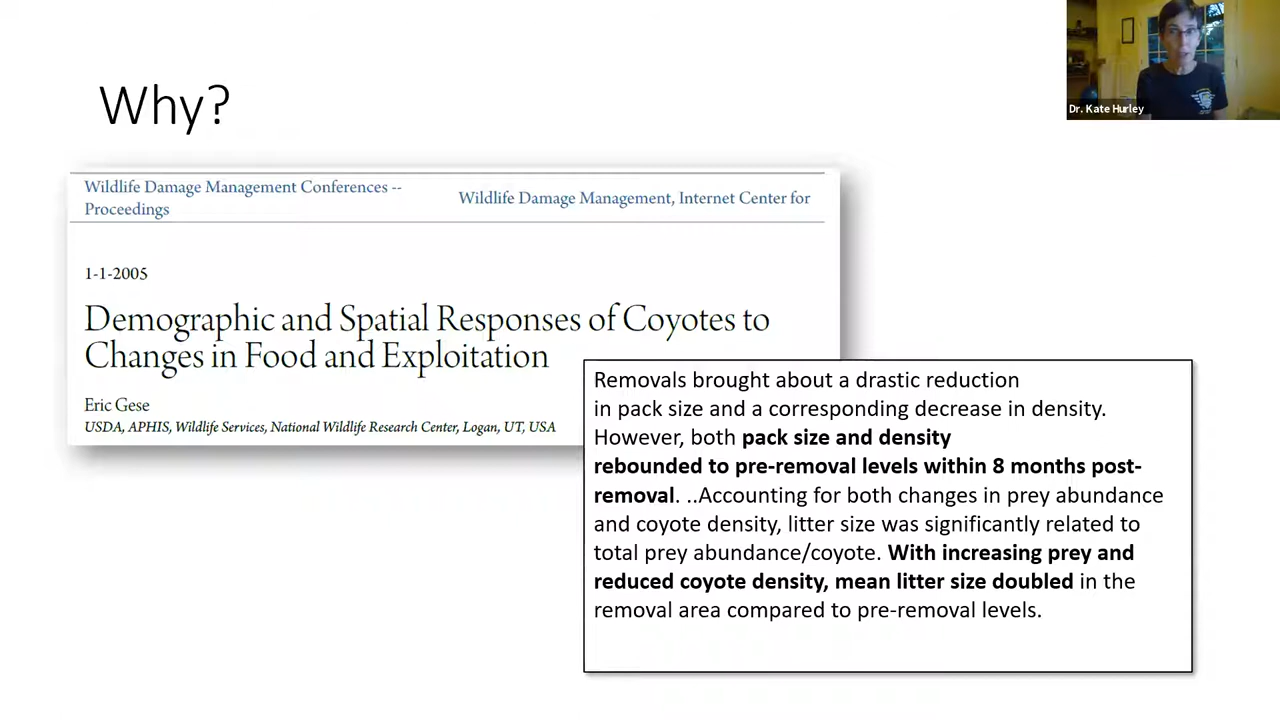 Dr. Kate Hurley
Why?
Wildlife Damage Management Conferences --
Proceedings
Wildlife Damage Management, Internet Center for
1-1-2005
Demographic and Spatial Responses of Coyotes to
Changes in Food and Exploitation
Eric Gese
USDA, APHIS, Wildlife Services, National Wildlife Research Center, Logan, UT, USA
Removals brought about a drastic reduction
in pack size and a corresponding decrease in density.
However, both pack size and density
rebounded to pre-removal levels within 8 months post-
removal. ..Accounting for both changes in prey abundance
and coyote density, litter size was significantly related to
total prey abundance/coyote. With increasing prey and
reduced coyote density, mean litter size doubled in the
removal area compared to pre-removal levels.